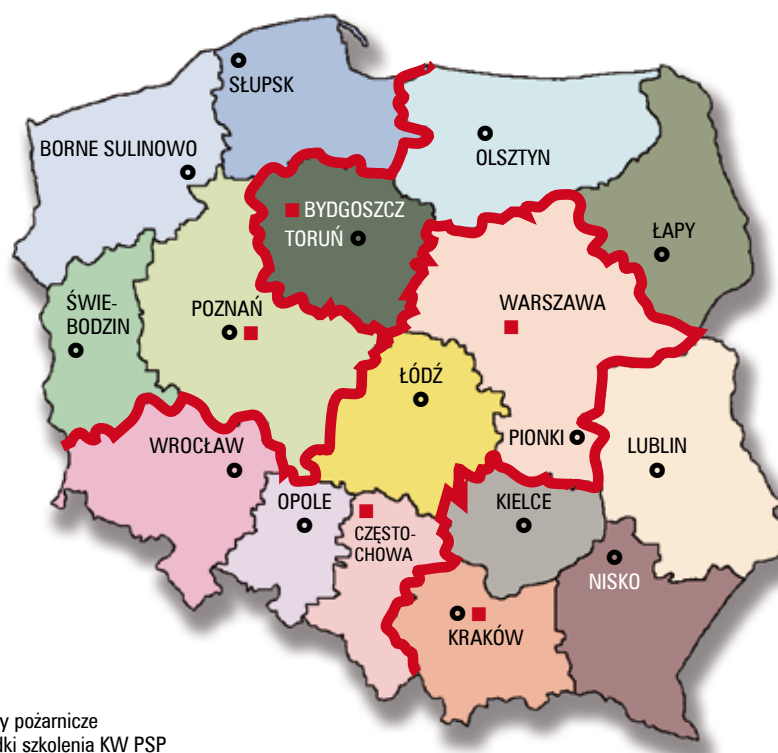 SŁUPSK
BORNE SULINOWO
OLSZTYN
BYDGOSZCZ
TORUŃ
ŁAPY
ŚWIE-
BODZIN
POZNAŃ
WARSZAWA
ŁÓDŹ
WROCŁAW
PIONKI
LUBLIN
OPOLE
KIELCE
CZĘSTO-
CHOWA
NISKO
KRAKÓW
y pożarnicze
dki szkolenia KW PSP